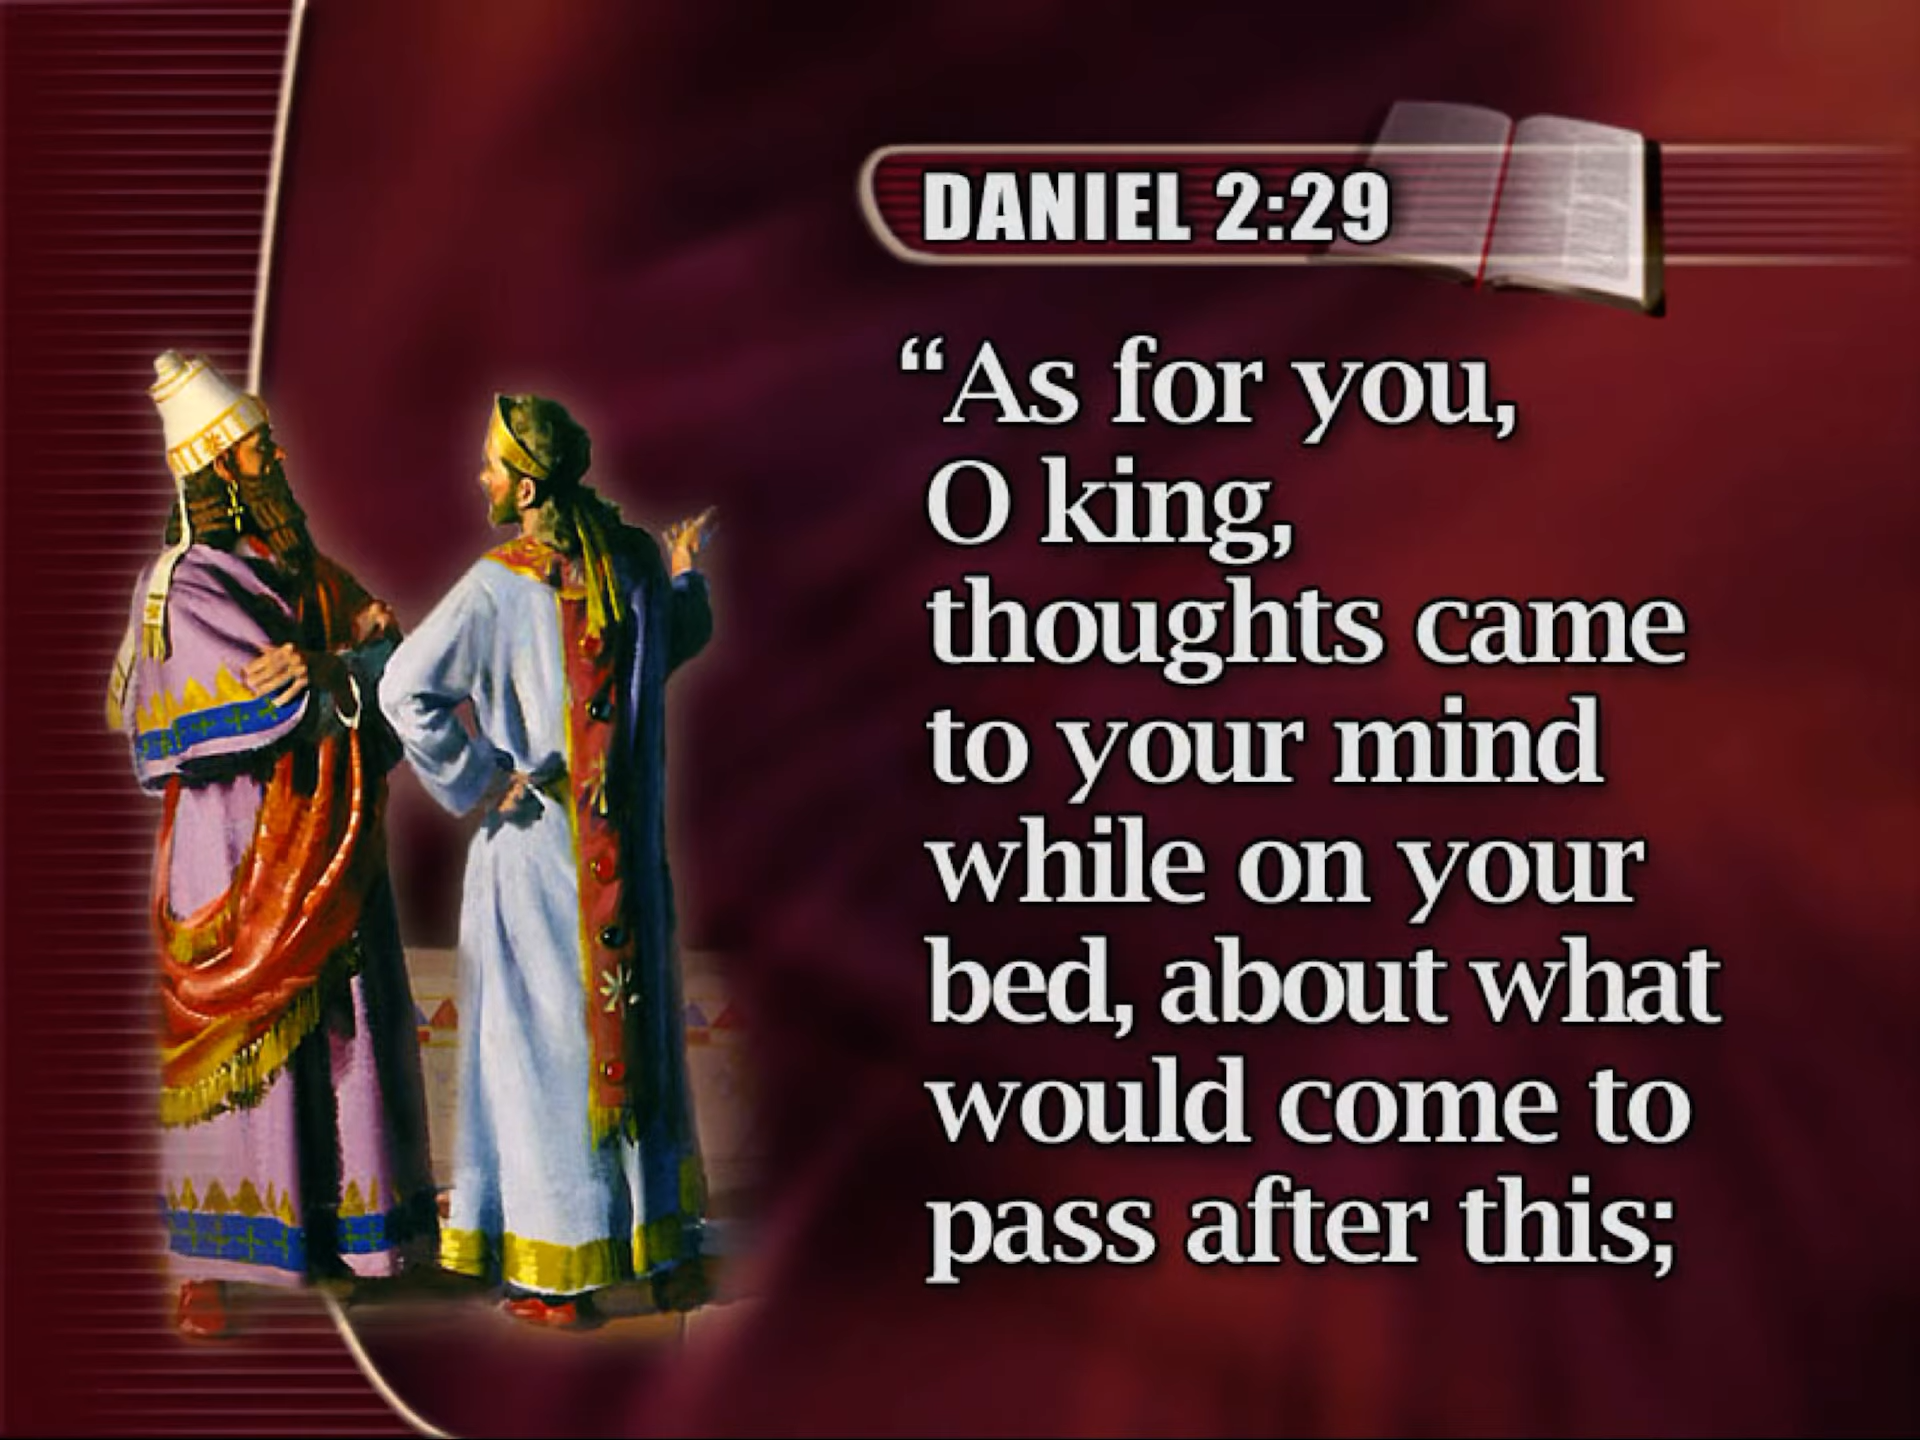 DANIEL 2:29
“As for you,
O king,
thoughts came
to your mind
while on your
bed, about what
would come to
pass after this;